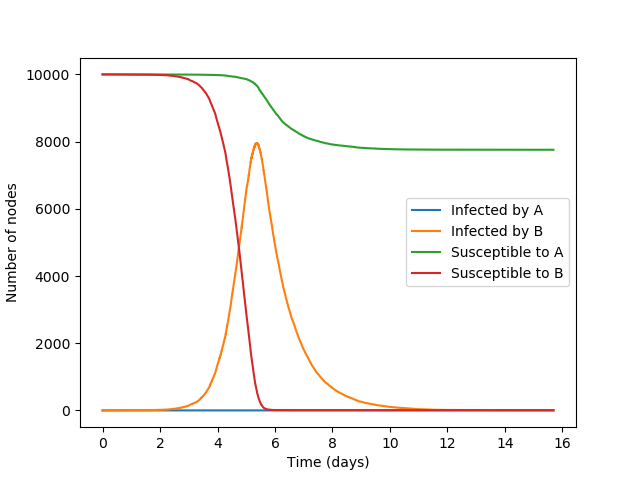 10000
8000
6000
4000
2000
0
Number of nodes
Infected by A
Infected by B
Susceptible to A
Susceptible to B
0 2 4 6 8 10 12 14 16
Time (days)